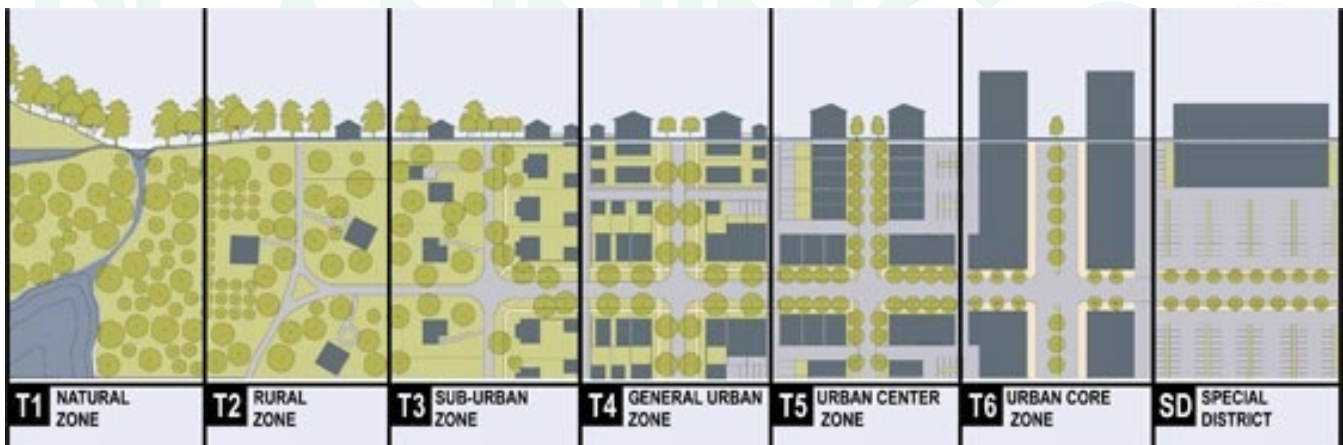 T1 NATURAL
ZONE
T2 RURAL
ZONE
T3 SUB-URBAN
ZONE
T4 GENERAL URBAN
ZONE
T5 URBAN CENTER
ZONE
T6 URBAN CORE
ZONE
SD SPECIAL
DISTRICT